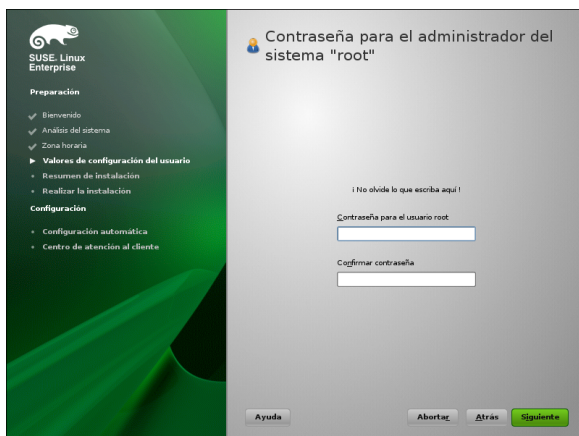 SUSE. Linux
Enterprise
Preparación
Bienvenido
Análisis del sistema
Zona horaria
Valores de configuración del usuario
Resumen de instalación
Realizar la instalación
Configuración
Configuración automática
Centro de atención al cliente
Contraseña para el administrador del
sistema "root"
¡ No olvide lo que escriba aquí !
Contraseña para el usuario root
Confirmar contraseña
Ayuda
Abortar
Atrás
Siguiente